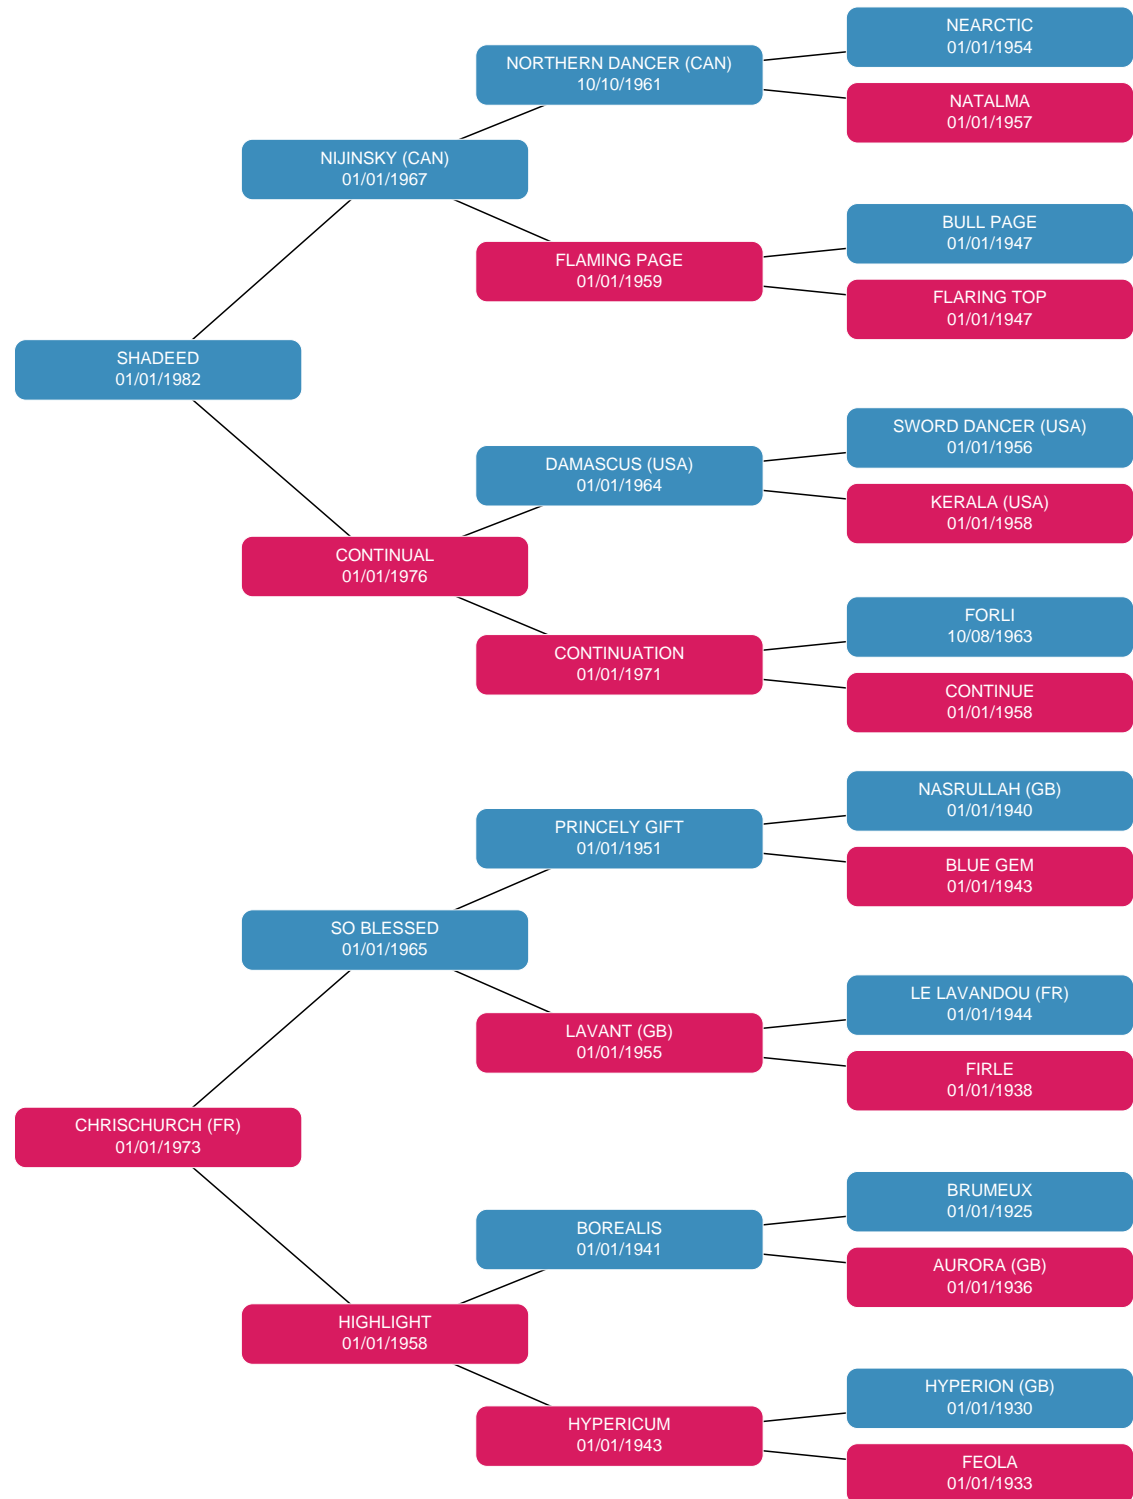 NEARCTIC
01/01/1954
NORTHERN DANCER (CAN)
10/10/1961
NATALMA
01/01/1957
NIJINSKY (CAN)
01/01/1967
BULL PAGE
01/01/1947
FLAMING PAGE
01/01/1959
FLARING TOP
01/01/1947
SHADEED
01/01/1982
SWORD DANCER (USA)
01/01/1956
DAMASCUS (USA)
01/01/1964
KERALA (USA)
01/01/1958
CONTINUAL
01/01/1976
FORLI
10/08/1963
CONTINUATION
01/01/1971
CONTINUE
01/01/1958
NASRULLAH (GB)
01/01/1940
PRINCELY GIFT
01/01/1951
BLUE GEM
01/01/1943
SO BLESSED
01/01/1965
LE LAVANDOU (FR)
01/01/1944
LAVANT (GB)
01/01/1955
FIRLE
01/01/1938
CHRISCHURCH (FR)
01/01/1973
BRUMEUX
01/01/1925
BOREALIS
01/01/1941
AURORA (GB)
01/01/1936
HIGHLIGHT
01/01/1958
HYPERION (GB)
01/01/1930
HYPERICUM
01/01/1943
FEOLA
01/01/1933